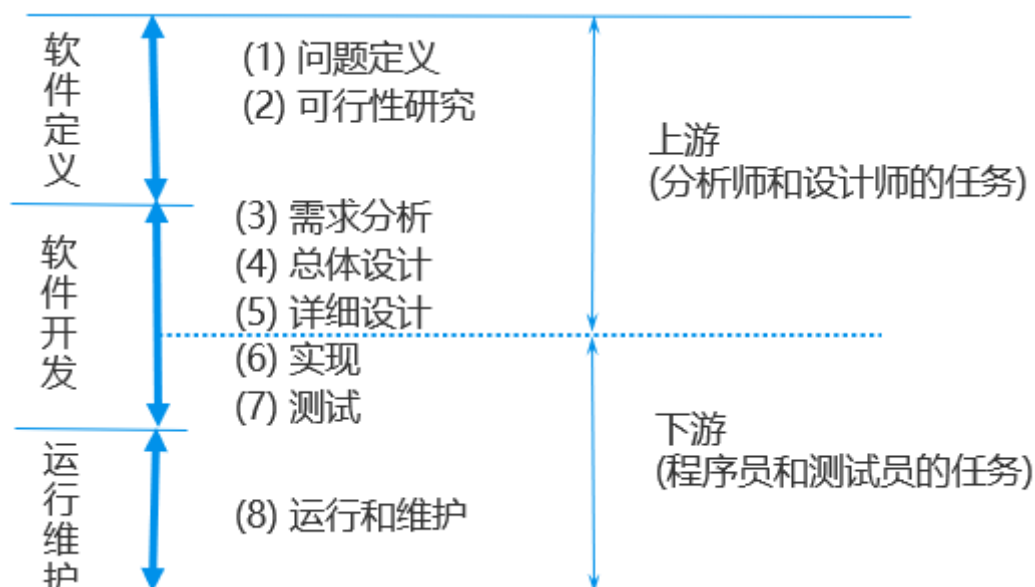 软件定义
(1) 问题定义
(2) 可行性研究
上游
(分析师和设计师的任务)
软件开发
(3) 需求分析
(4) 总体设计
(5) 详细设计
(6) 实现
(7) 测试
下游
(程序员和测试员的任务)
运行维护
(8) 运行和维护